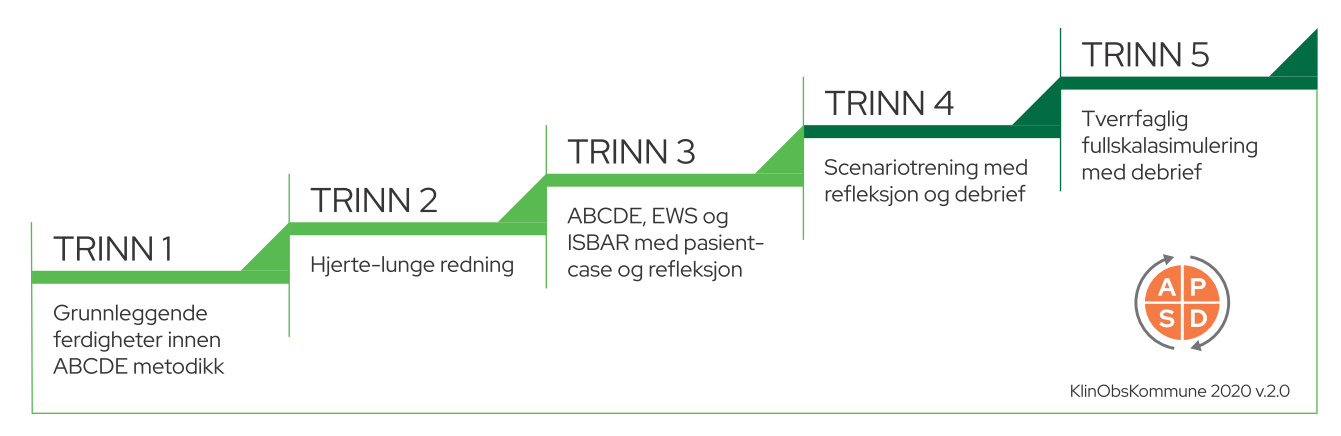 TRINN 1
Grunnleggende
ferdigheter innen
ABCDE metodikk
TRINN 2
Hjerte-lunge redning
TRINN 3
ABCDE, EWS og
ISBAR med pasient-
case og refleksjon
TRINN 4
Scenariotrening med
refleksjon og debrief
TRINN 5
Tverrfaglig
fullskalasimulering
med debrief
A P
S D
KlinObsKommune 2020 v.2.0